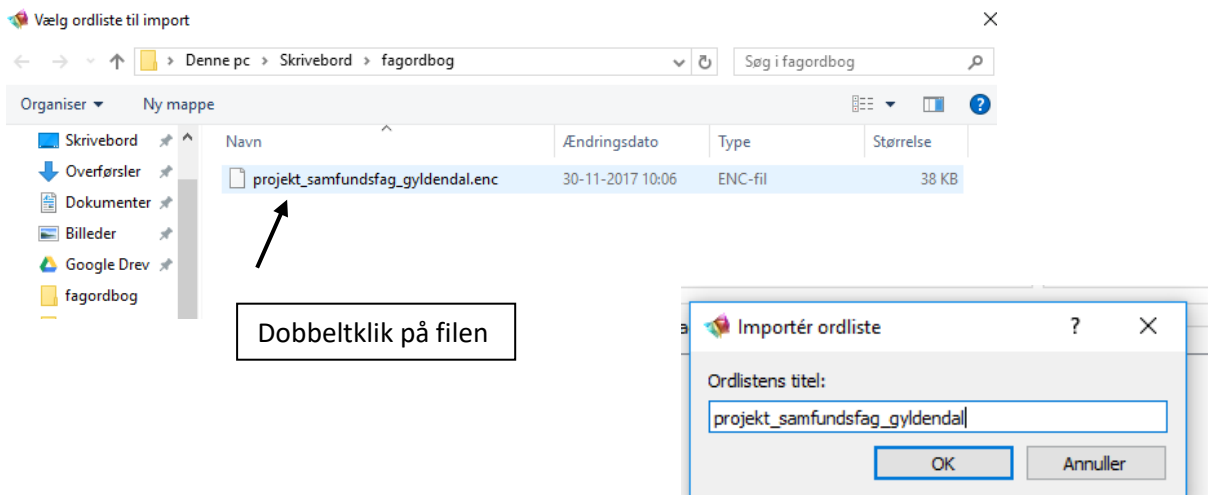 Vælg ordliste til import
Denne pc > Skrivebord > fagordbog
Søg i fagordbog
Organiser
Ny mappe
?
Skrivebord
Overførsler
Dokumenter
Billeder
Google Drev
fagordbog
Navn
Ændringsdato
Type
Størrelse
projekt_samfundsfag_gyldendal.enc
30-11-2017 10:06
ENC-fil
38 KB
Dobbeltklik på filen
Importér ordliste
?
Ordlistens titel:
projekt_samfundsfag_gyldendal
OK
Annuller